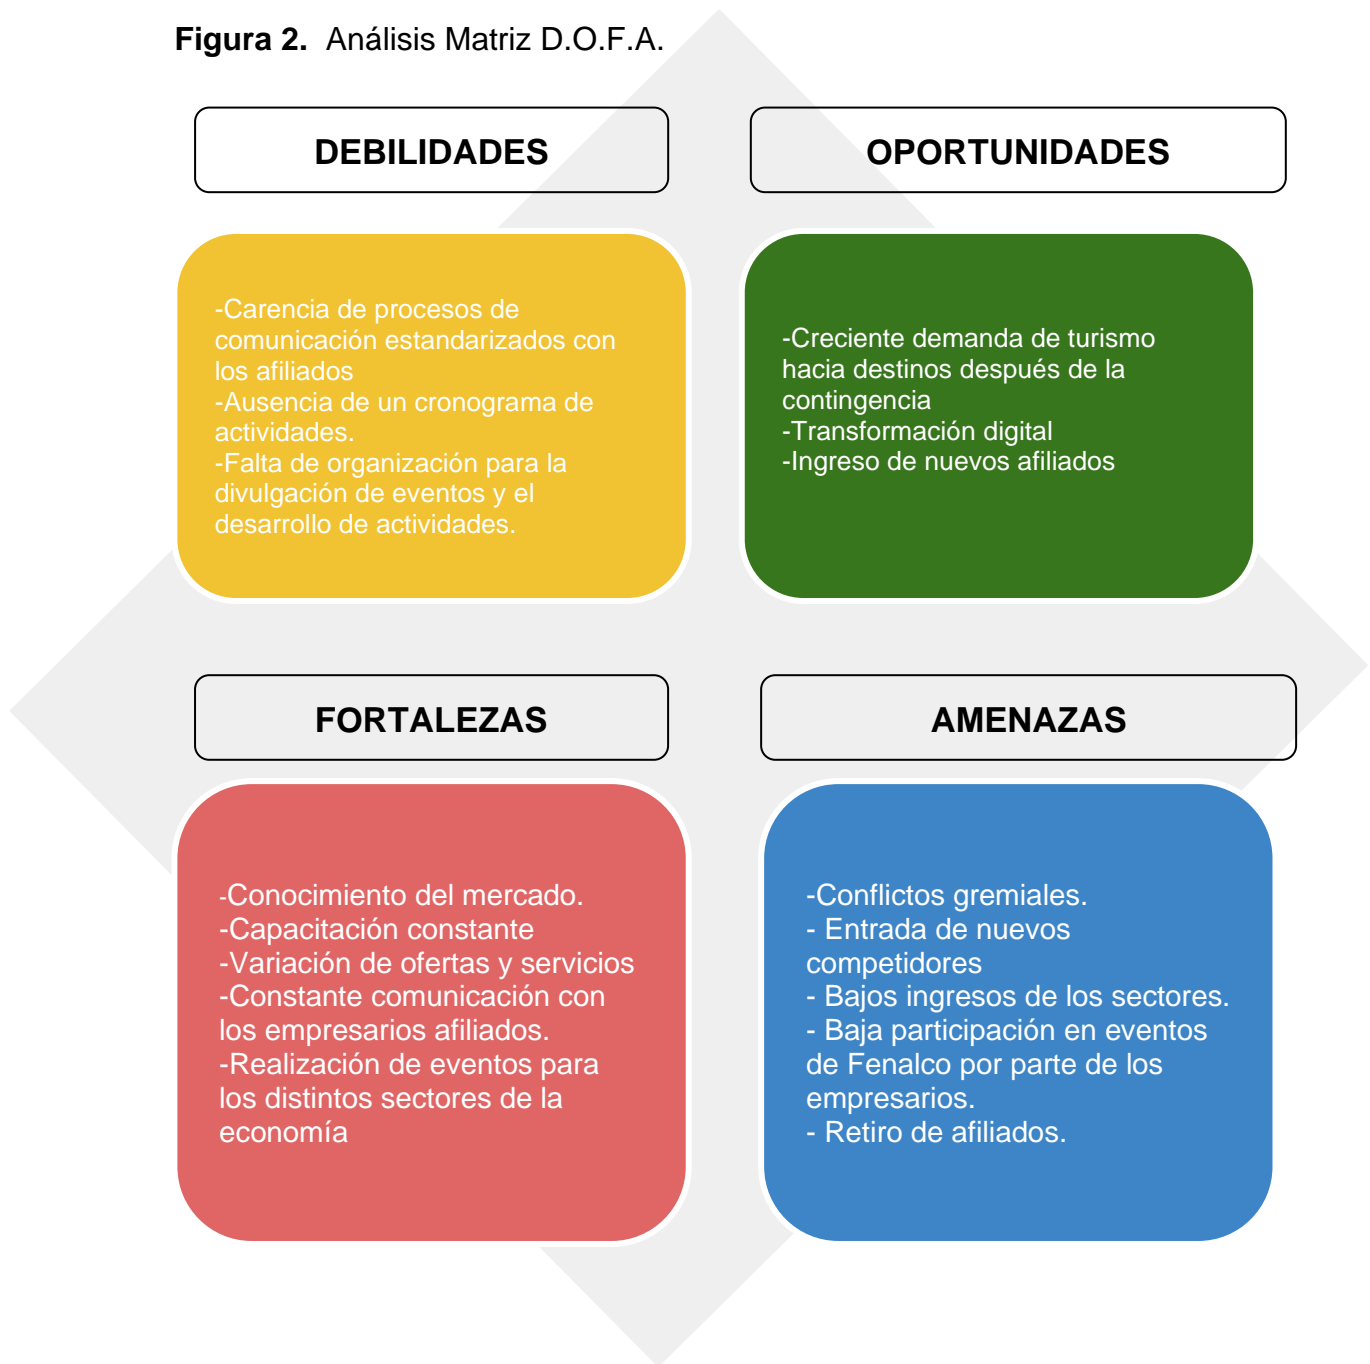 Figura 2. Análisis Matriz D.O.F.A.
DEBILIDADES
OPORTUNIDADES
-Carencia de procesos de
comunicación estandarizados con
los afiliados
-Ausencia de un cronograma de
actividades.
-Falta de organización para la
divulgación de eventos y el
desarrollo de actividades.
-Creciente demanda de turismo
hacia destinos después de la
contingencia
-Transformación digital
-Ingreso de nuevos afiliados
FORTALEZAS
AMENAZAS
-Conocimiento del mercado.
-Capacitación constante
-Variación de ofertas y servicios
-Constante comunicación con
los empresarios afiliados.
-Realización de eventos para
los distintos sectores de la
economía
-Conflictos gremiales.
- Entrada de nuevos
competidores
- Bajos ingresos de los sectores.
- Baja participación en eventos
de Fenalco por parte de los
empresarios.
- Retiro de afiliados.